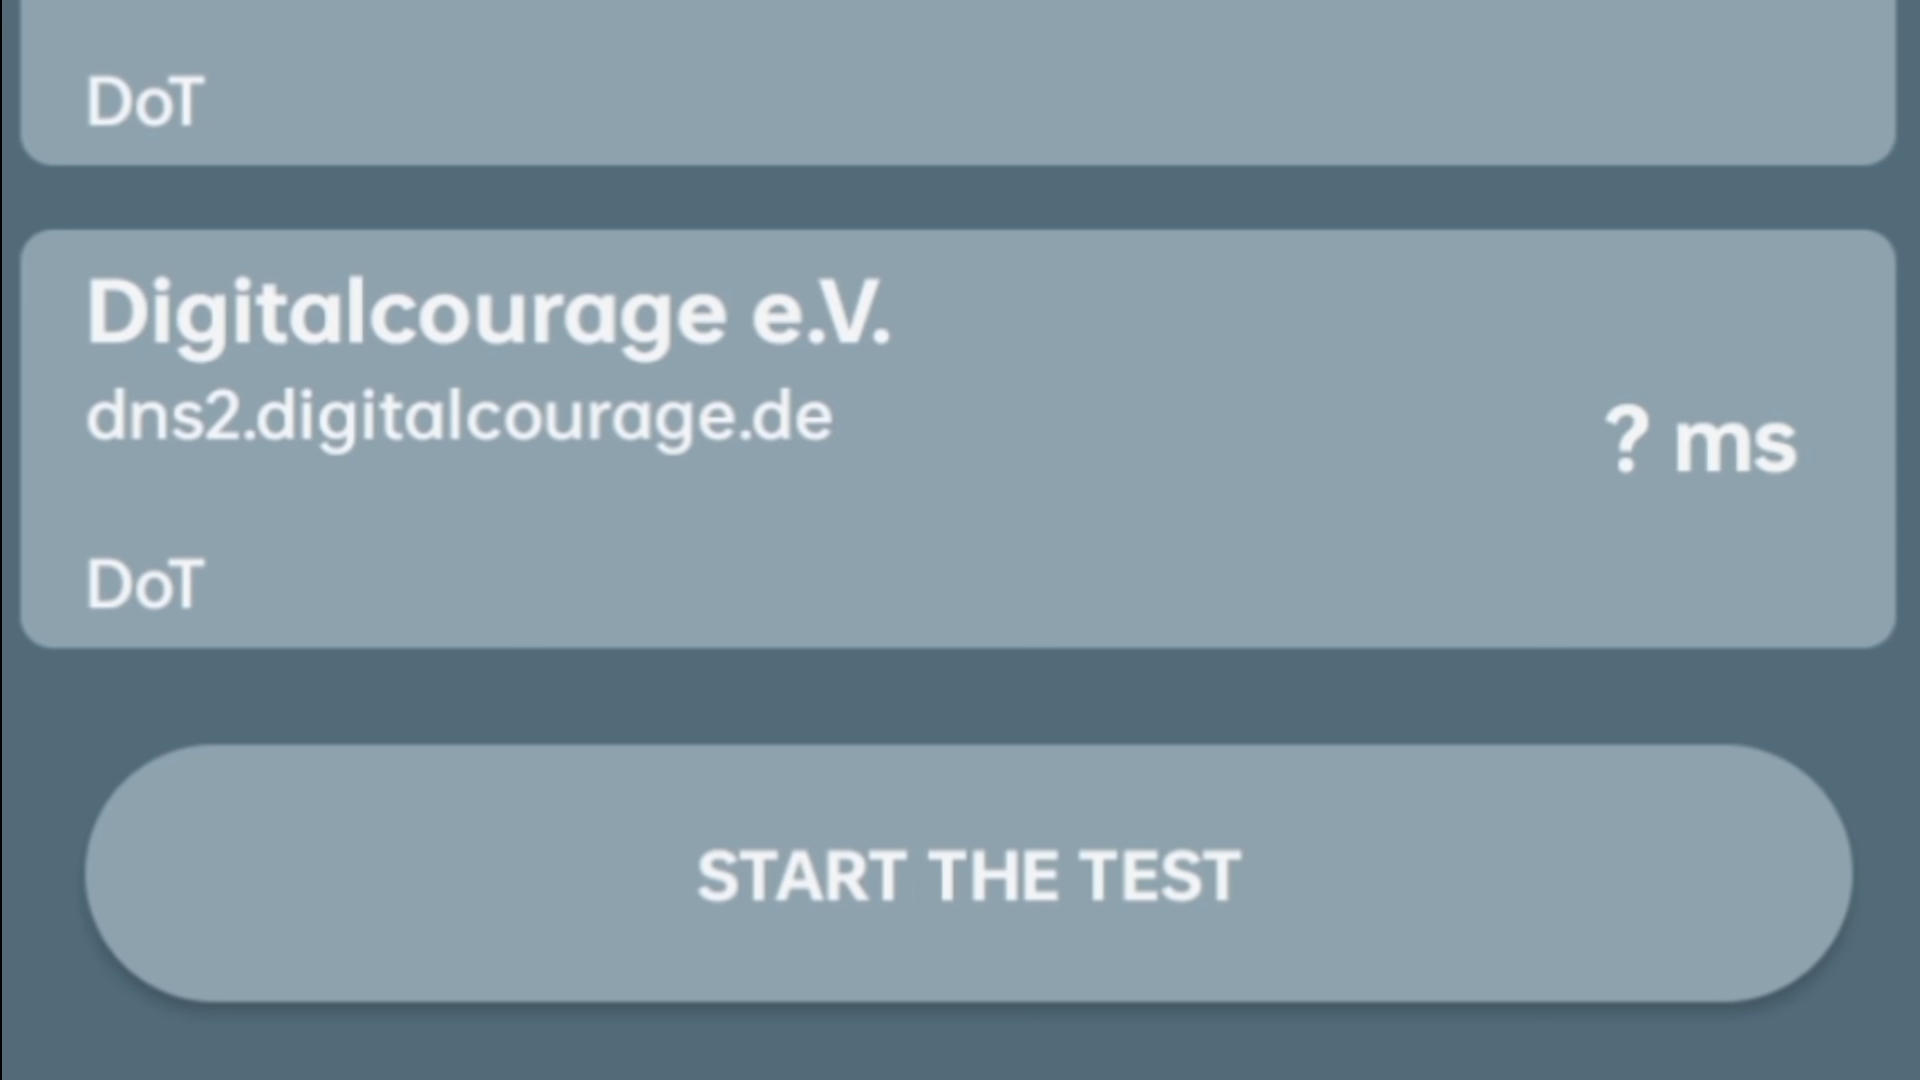 DoT
Digitalcourage e.V.
dns2.digitalcourage.de
? ms
DoT
START THE TEST